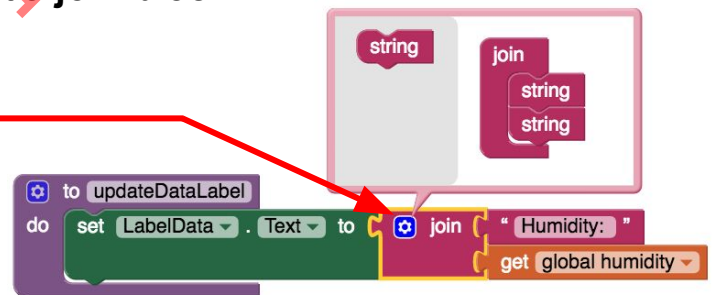 string
join
string
string
to updateDataLabel
do set LabelData . Text to join " Humidity: "
get global humidity